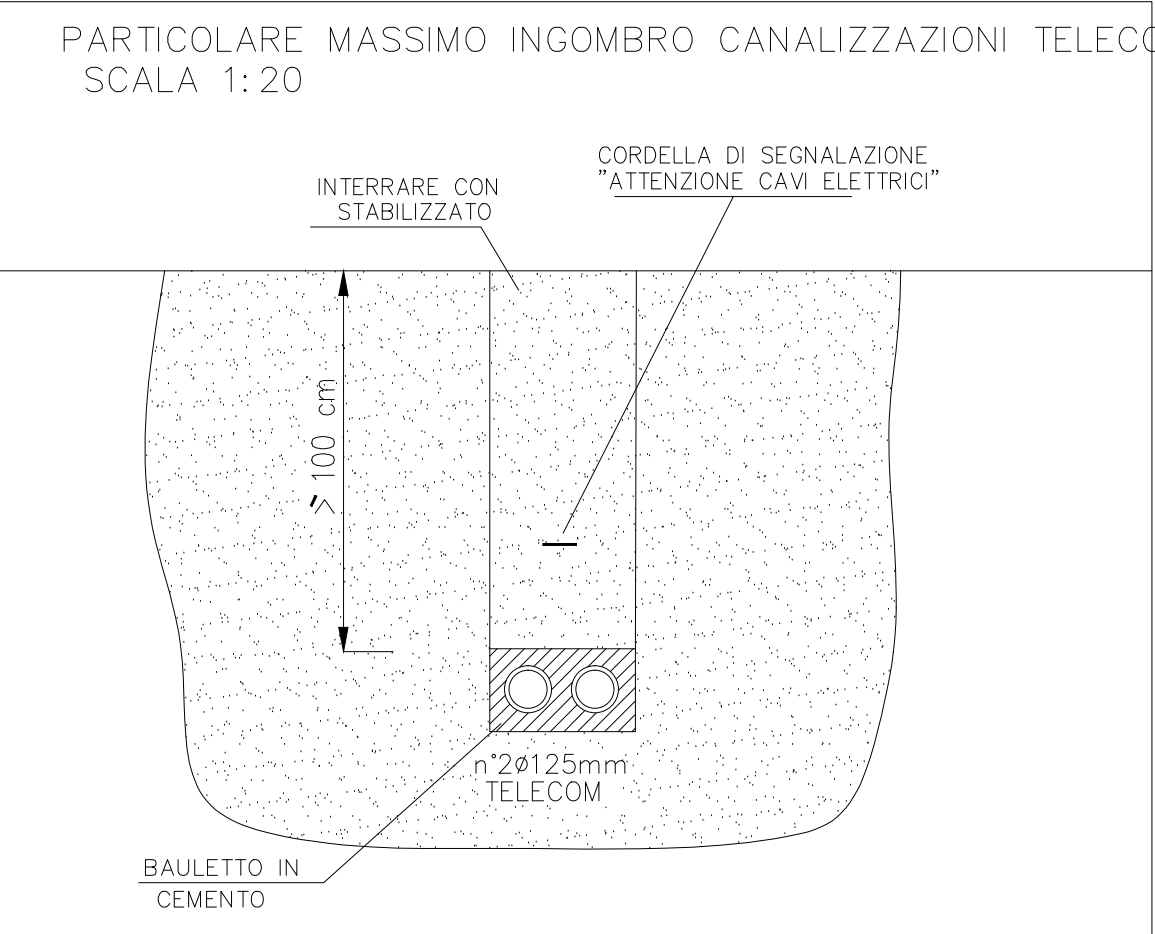 PARTICOLARE MASSIMO INGOMBRO CANALIZZAZIONI
SCALA 1:20
CORDELLA DI SEGNALAZIONE
"ATTENZIONE CAVI ELETTRICI"
INTERRARE CON
STABILIZZATO
≥ 100 cm
n°2ø125mm
TELECOM
BAULETTO IN
CEMENTO